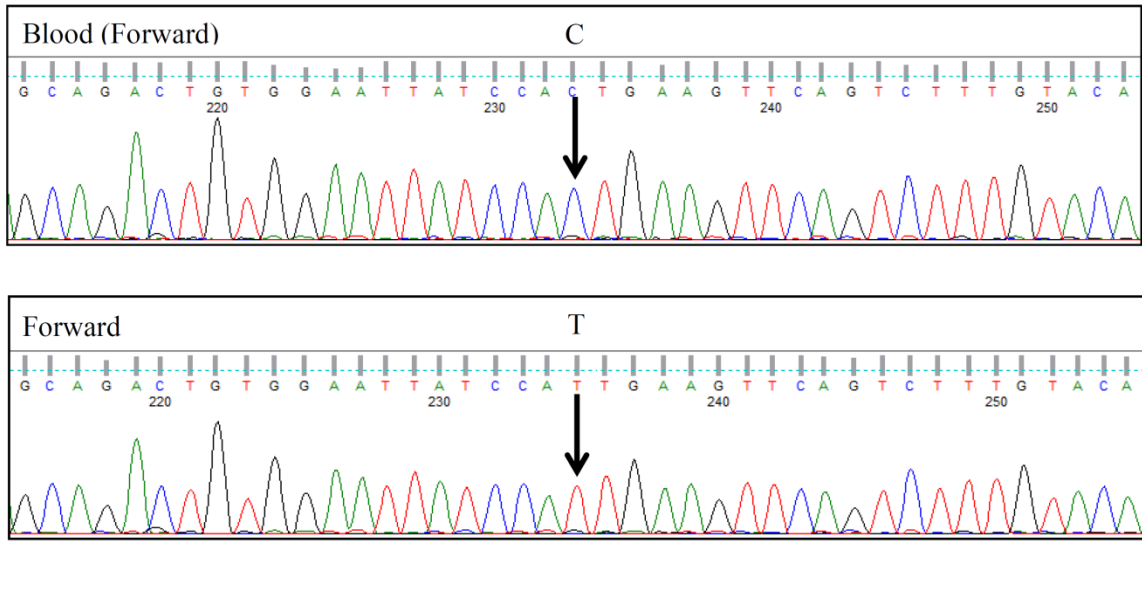 Blood (Forward) C
G C A G A C T G T G G A A T T A T C C A C T G A A G T T C A G T C T T T G T A C A
220 230 240 250
Forward T
G C A G A C T G T G G A A T T A T C C A T T G A A G T T C A G T C T T T G T A C A
220 230 240 250